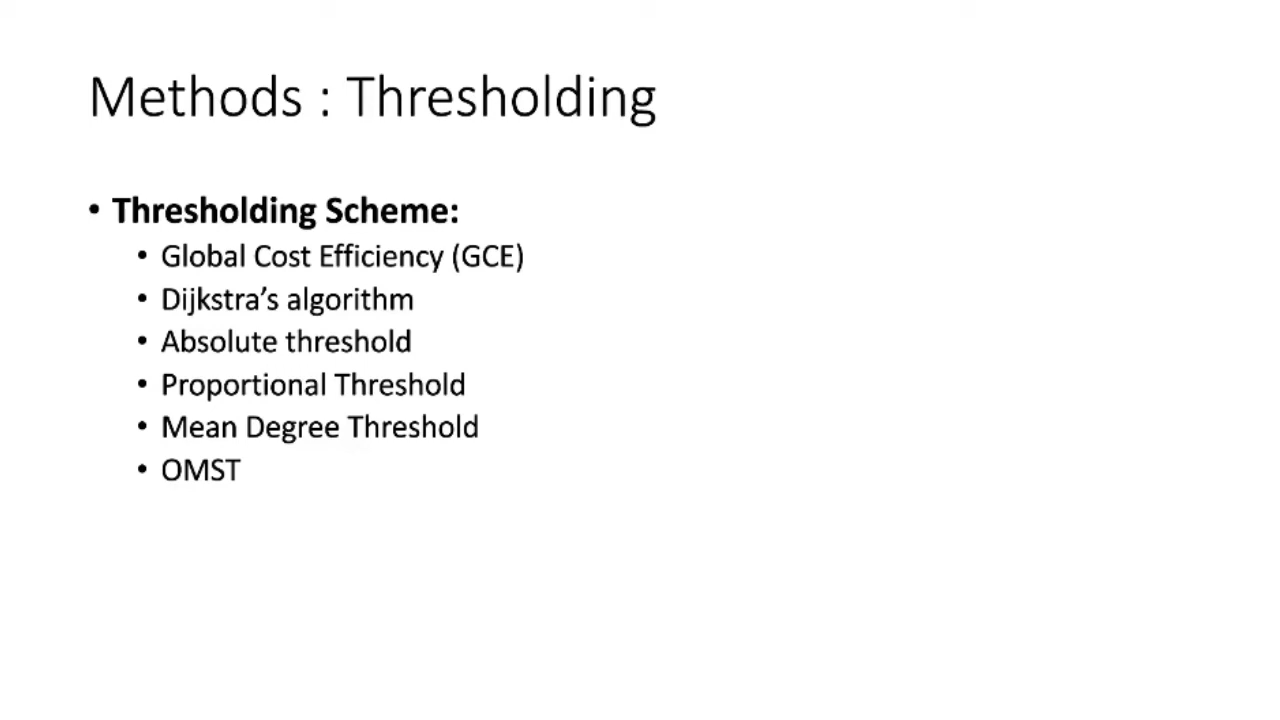 Methods : Thresholding
• Thresholding Scheme:
• Global Cost Efficiency (GCE)
• Dijkstra’s algorithm
• Absolute threshold
• Proportional Threshold
• Mean Degree Threshold
• OMST